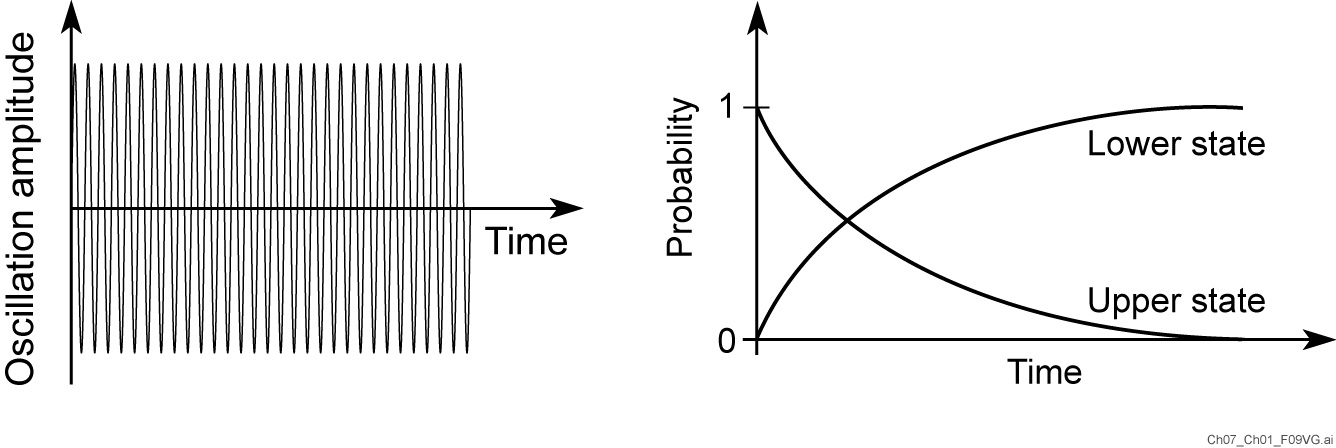 Oscillation amplitude
Time
Probability
1
0
Lower state
Upper state
Time
Ch07_Ch01_F09VG.ai